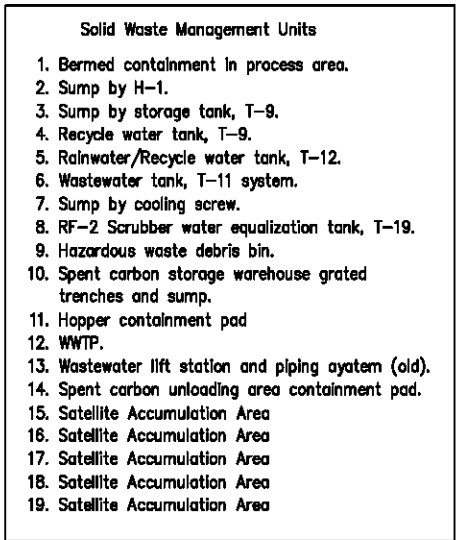 Solid Waste Management Units
1. Bermed containment in process area.
2. Sump by H-1.
3. Sump by storage tank, T-9.
4. Recycle water tank, T-9.
5. Rainwater/Recycle water tank, T-12.
6. Wastewater tank, T-11 system.
7. Sump by cooling screw.
8. RF-2 Scrubber water equalization tank, T-19.
9. Hazardous waste debris bin.
10. Spent carbon storage warehouse grated
trenches and sump.
11. Hopper containment pad
12. WWTP.
13. Wastewater lift station and piping ayatem (old).
14. Spent carbon unloading area containment pad.
15. Satellite Accumulation Area
16. Satellite Accumulation Area
17. Satellite Accumulation Area
18. Satellite Accumulation Area
19. Satellite Accumulation Area